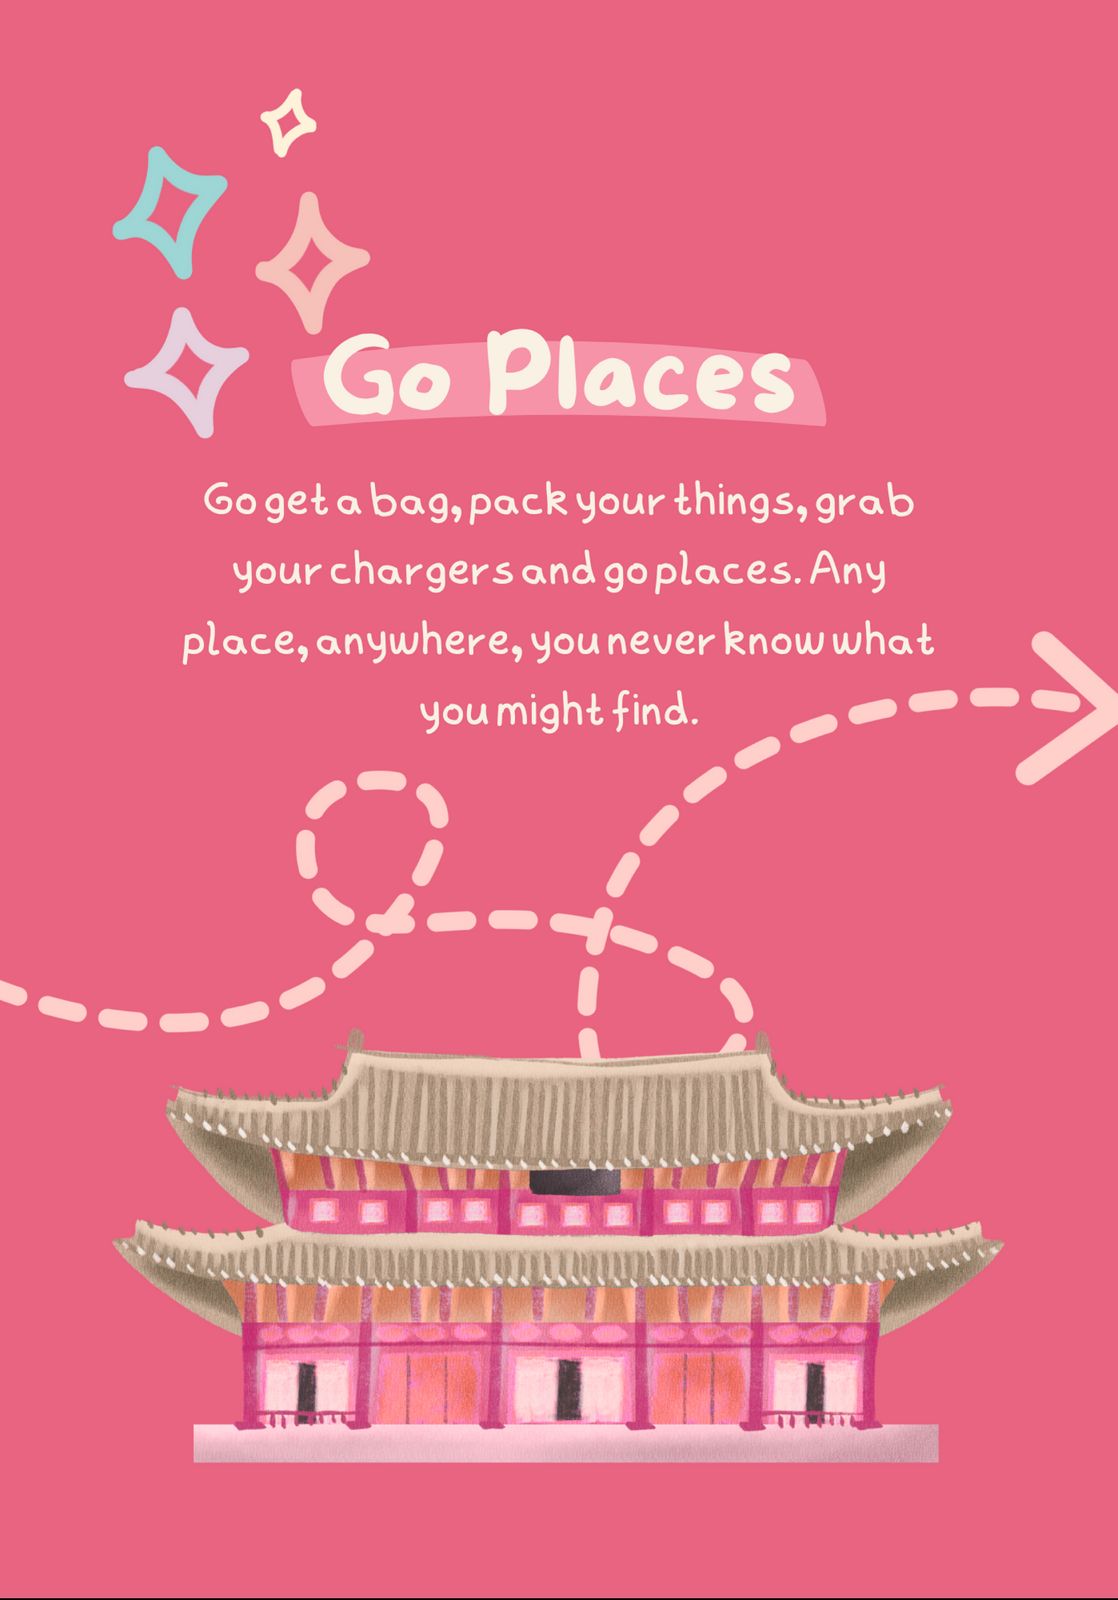 Go Places
Go get a bag, pack your things, grab
your chargers and go places. Any
place, anywhere, you never know what
you might find.